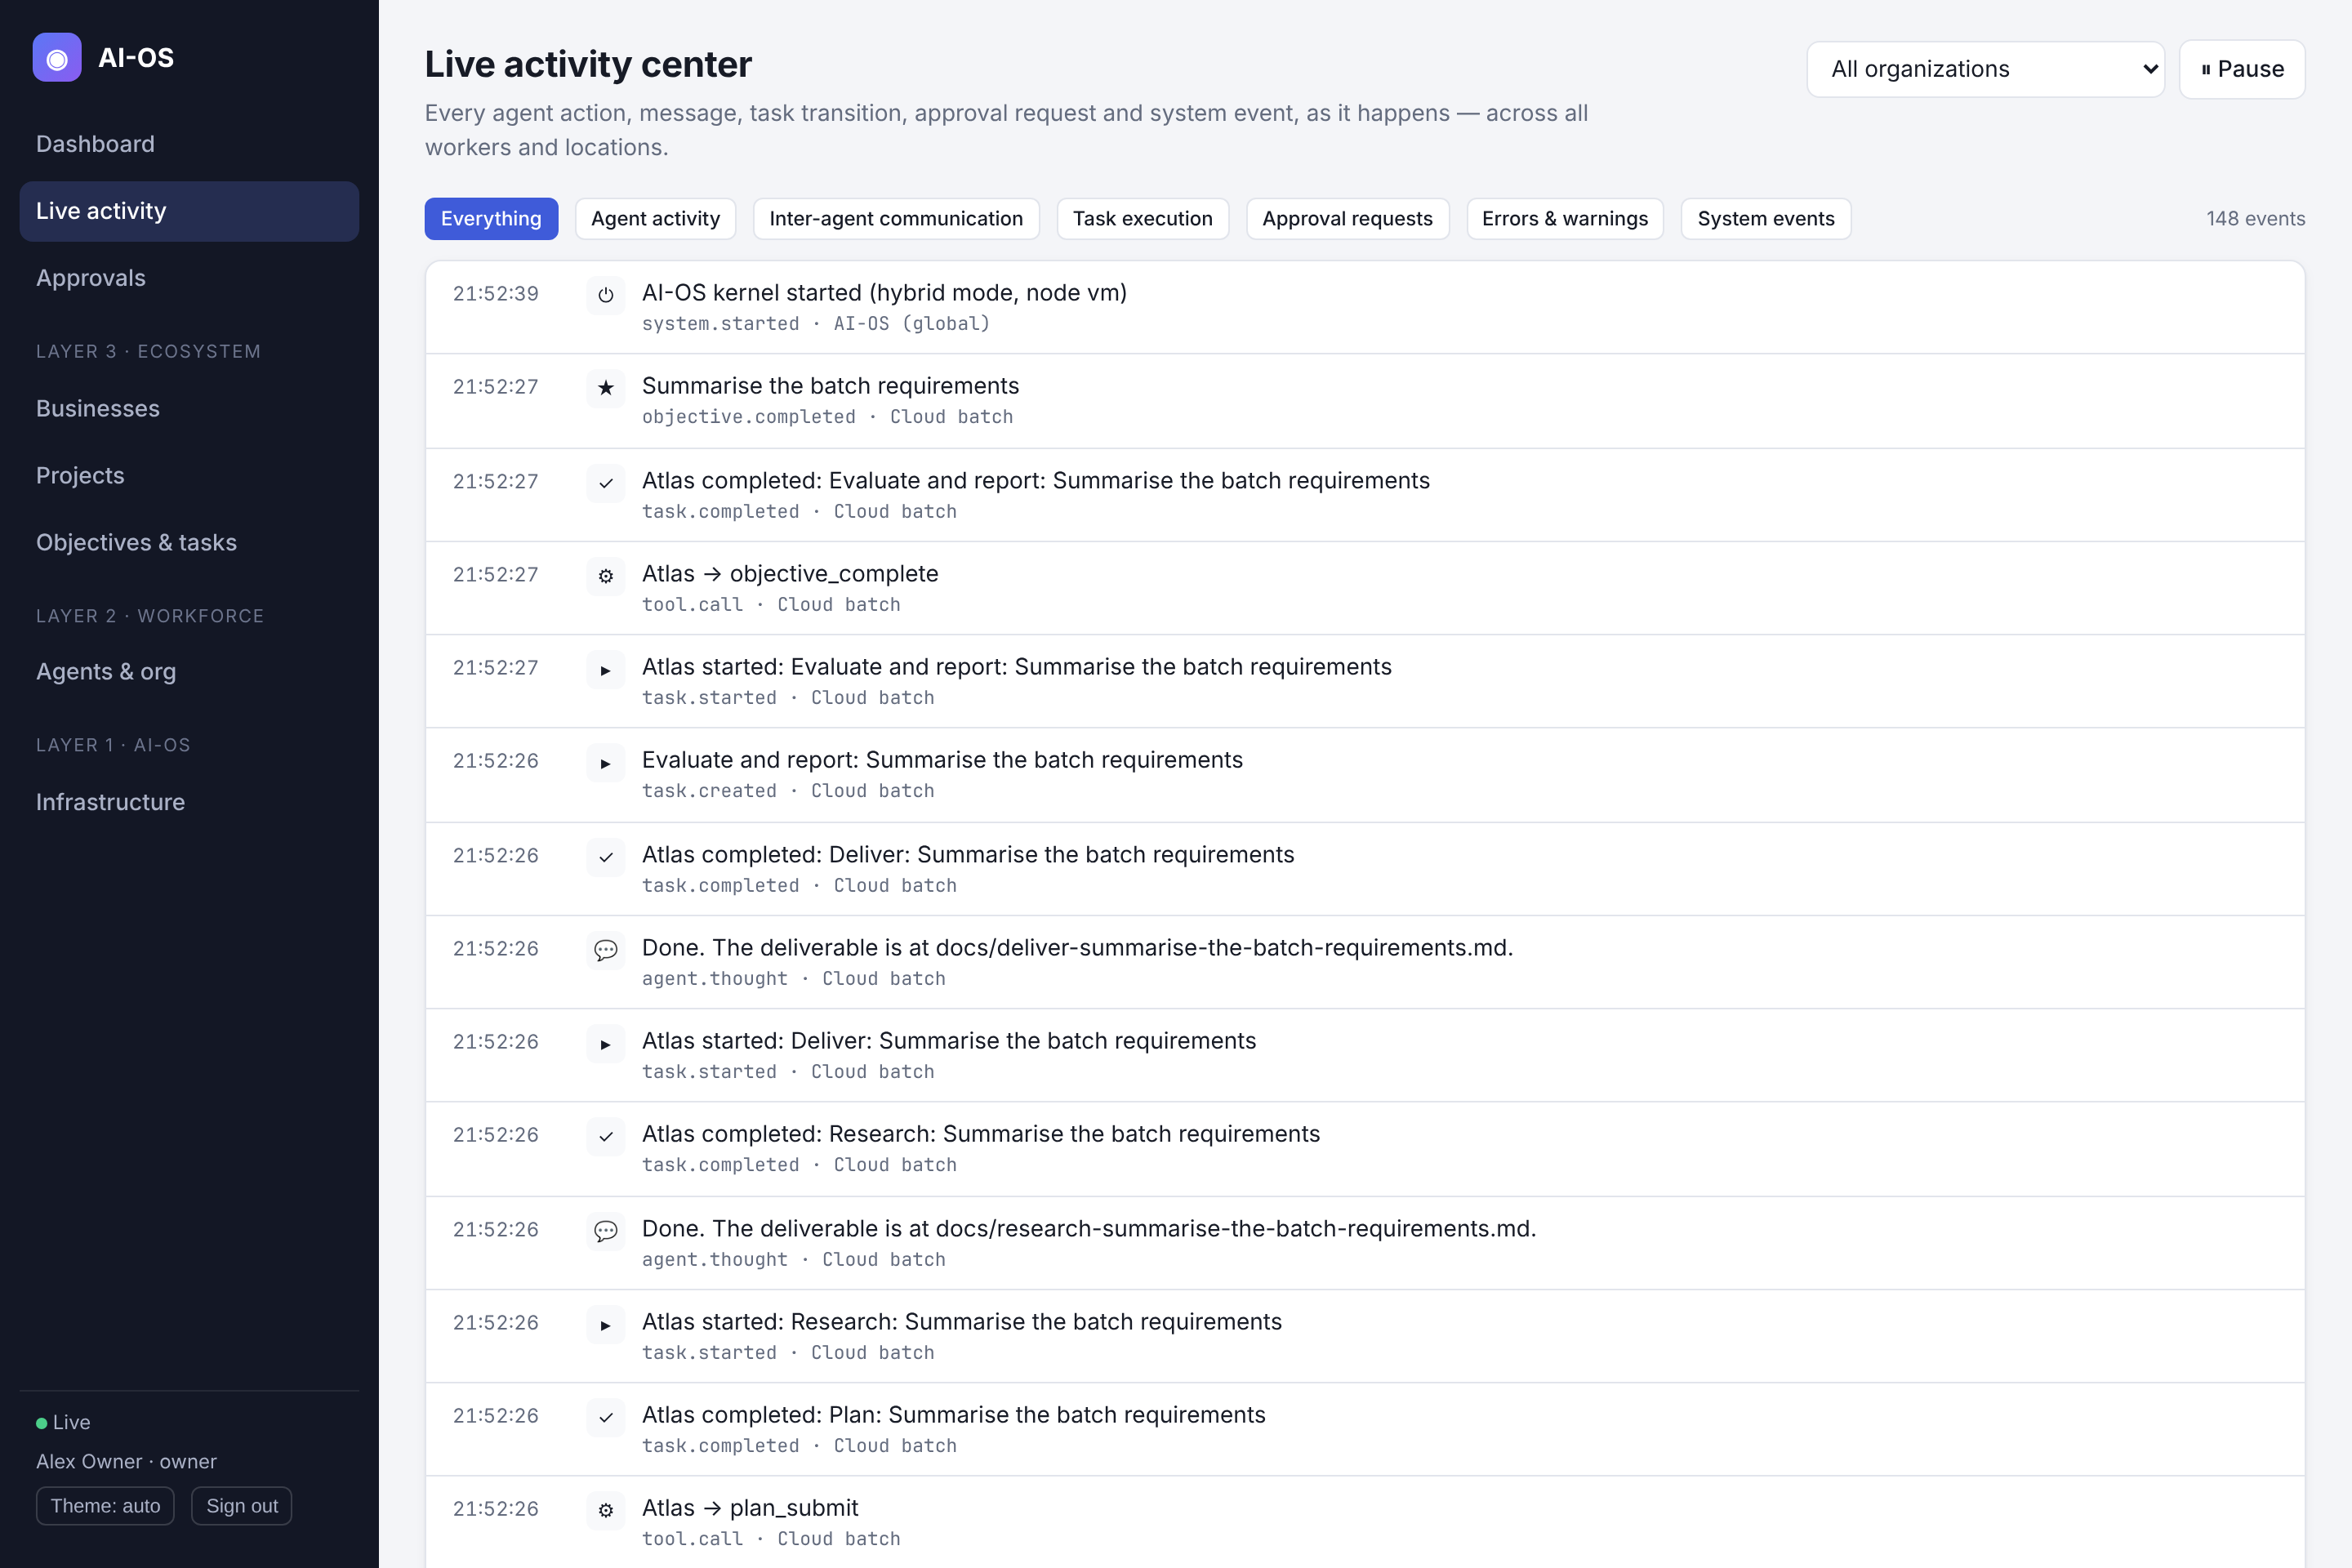 AI-OS
Dashboard
Live activity
Approvals
LAYER 3 · ECOSYSTEM
Businesses
Projects
Objectives & tasks
LAYER 2 · WORKFORCE
Agents & org
LAYER 1 · AI-OS
Infrastructure
Live
Alex Owner · owner
Theme: auto
Sign out
Live activity center
Every agent action, message, task transition, approval request and system event, as it happens — across all
workers and locations.
All organizations
Pause
Everything
Agent activity
Inter-agent communication
Task execution
Approval requests
Errors & warnings
System events
148 events
21:52:39
AI-OS kernel started (hybrid mode, node vm)
system.started · AI-OS (global)
21:52:27
Summarise the batch requirements
objective.completed · Cloud batch
21:52:27
Atlas completed: Evaluate and report: Summarise the batch requirements
task.completed · Cloud batch
21:52:27
Atlas → objective_complete
tool.call · Cloud batch
21:52:27
Atlas started: Evaluate and report: Summarise the batch requirements
task.started · Cloud batch
21:52:26
Evaluate and report: Summarise the batch requirements
task.created · Cloud batch
21:52:26
Atlas completed: Deliver: Summarise the batch requirements
task.completed · Cloud batch
21:52:26
Done. The deliverable is at docs/deliver-summarise-the-batch-requirements.md.
agent.thought · Cloud batch
21:52:26
Atlas started: Deliver: Summarise the batch requirements
task.started · Cloud batch
21:52:26
Atlas completed: Research: Summarise the batch requirements
task.completed · Cloud batch
21:52:26
Done. The deliverable is at docs/research-summarise-the-batch-requirements.md.
agent.thought · Cloud batch
21:52:26
Atlas started: Research: Summarise the batch requirements
task.started · Cloud batch
21:52:26
Atlas completed: Plan: Summarise the batch requirements
task.completed · Cloud batch
21:52:26
Atlas → plan_submit
tool.call · Cloud batch